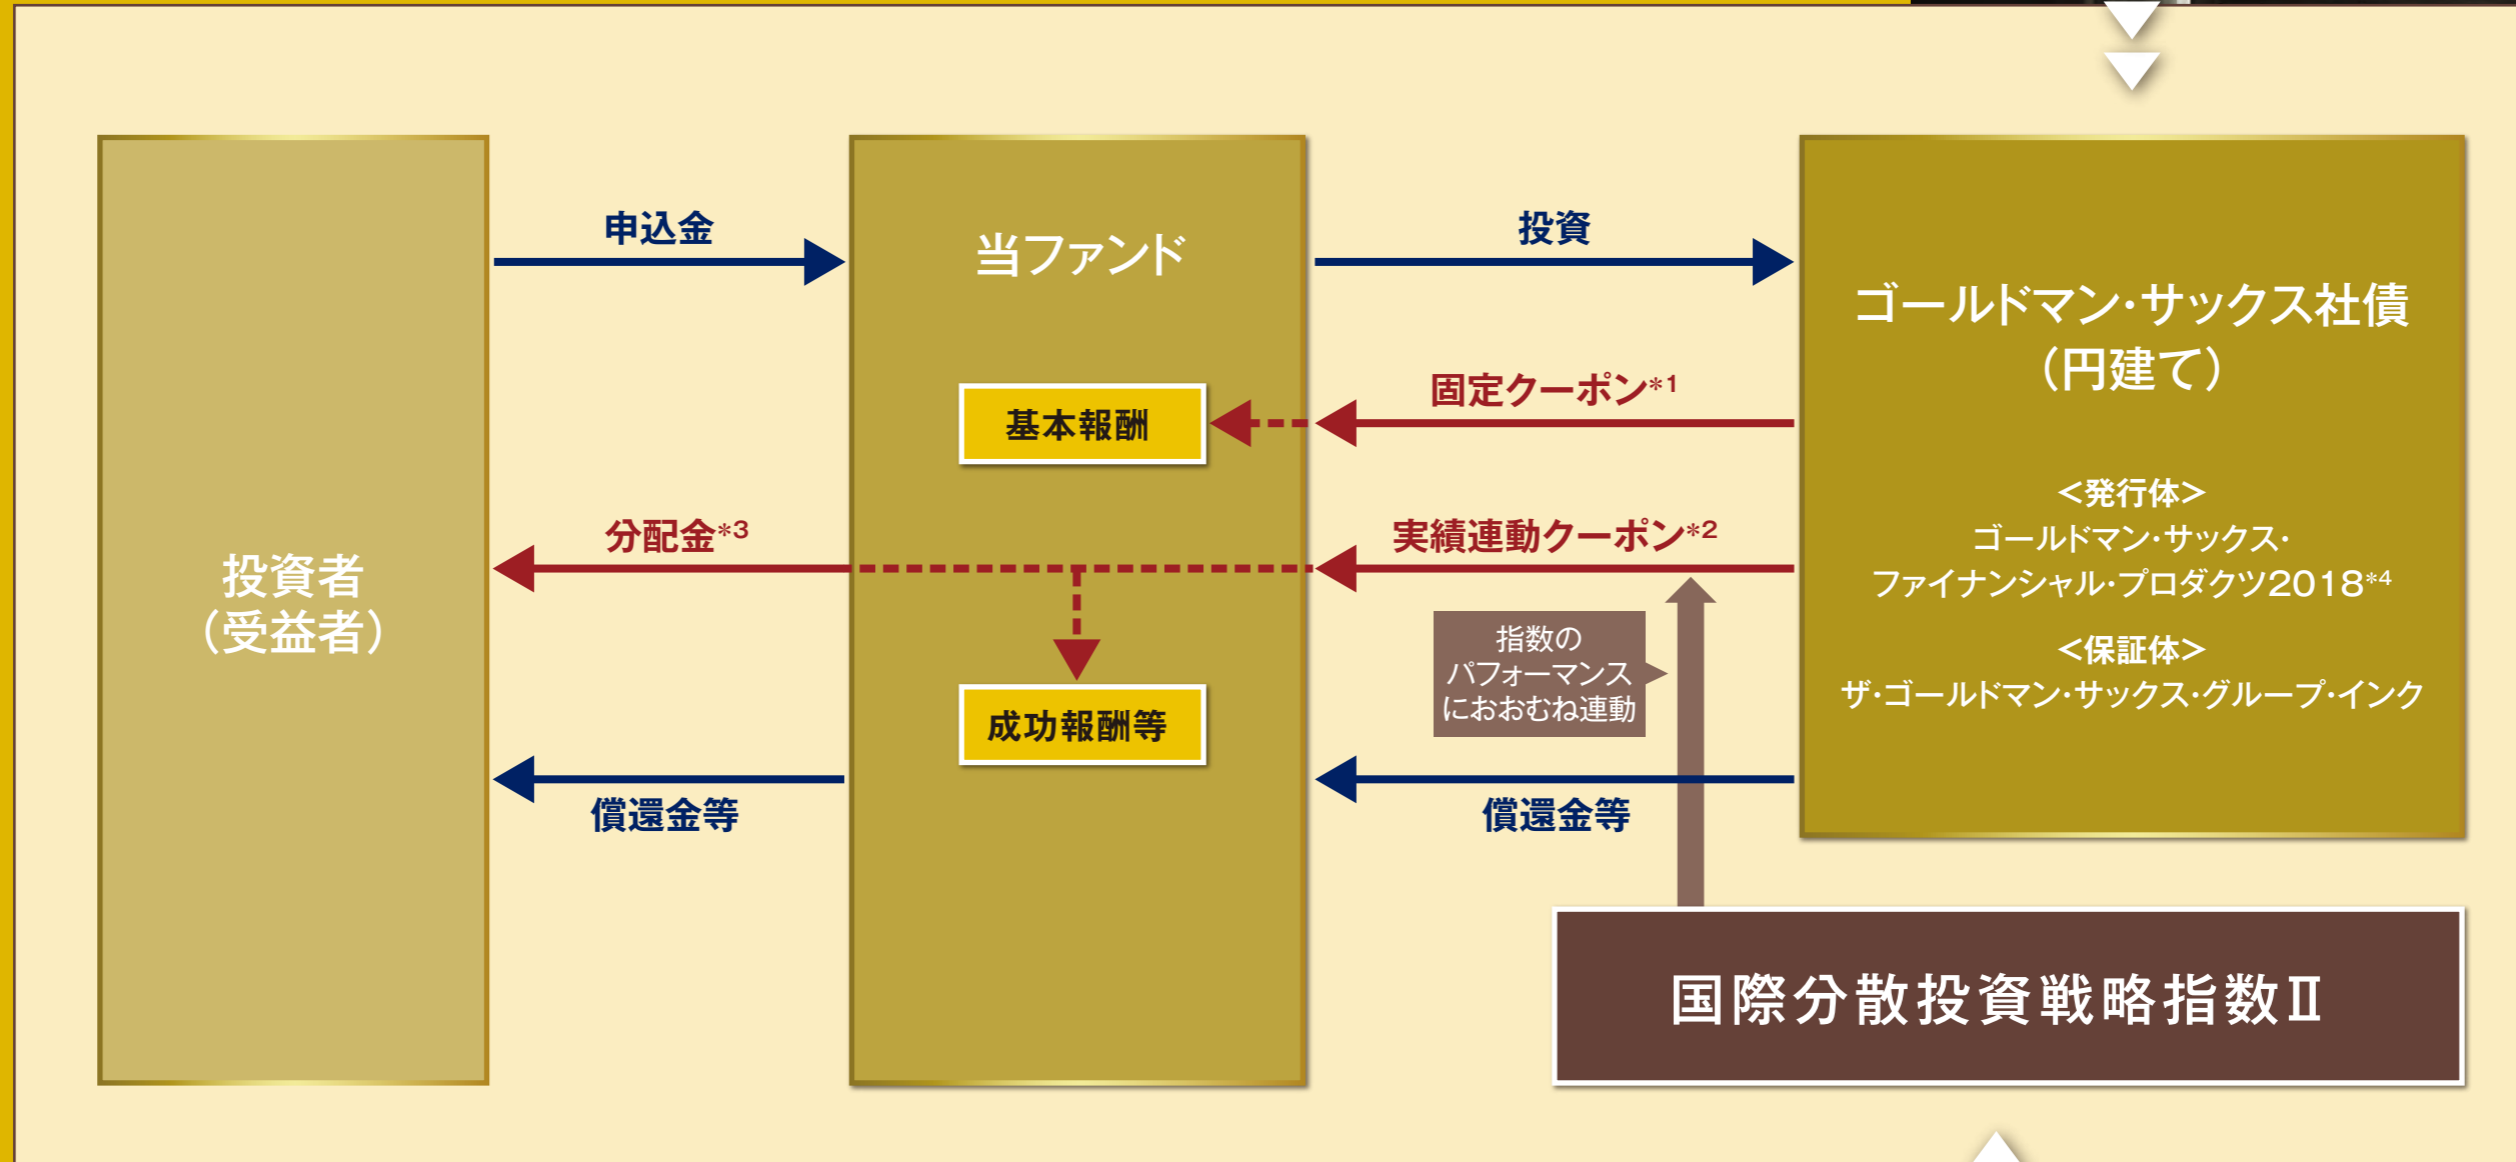 申込金
投資
当ファンド
ゴールドマン・サックス社債
（円建て）
固定クーポン*1
基本報酬
＜発行体＞
ゴールドマン・サックス・
ファイナンシャル・プロダクツ2018*4
分配金*3
実績連動クーポン*2
投資者
（受益者）
指数の
パフォーマンス
におおむね連動
＜保証体＞
ザ・ゴールドマン・サックス・グループ・インク
成功報酬等
償還金等
償還金等
国際分散投資戦略指数Ⅱ